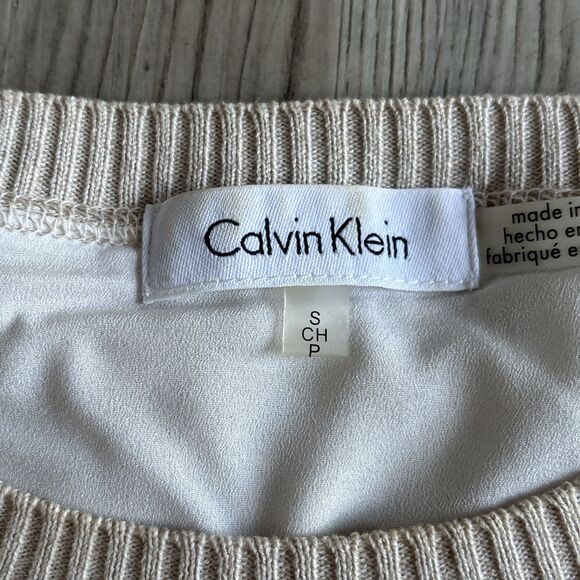 Calvin Klein
made in
hecho en
fabriqué e
S
CH
P